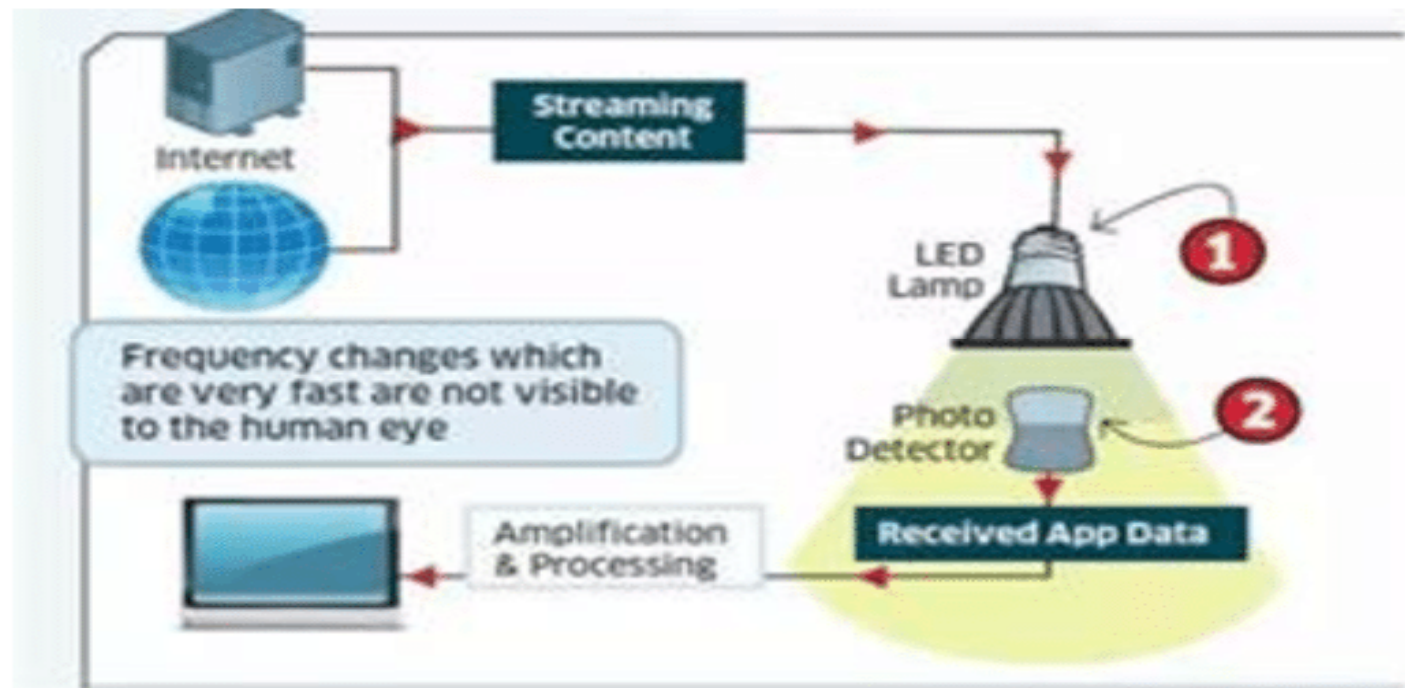 Streaming
Content
Internet
LED
Lamp
1
Frequency changes which
are very fast are not visible
to the human eye
Photo
Detector
2
Received App Data
Amplification
& Processing